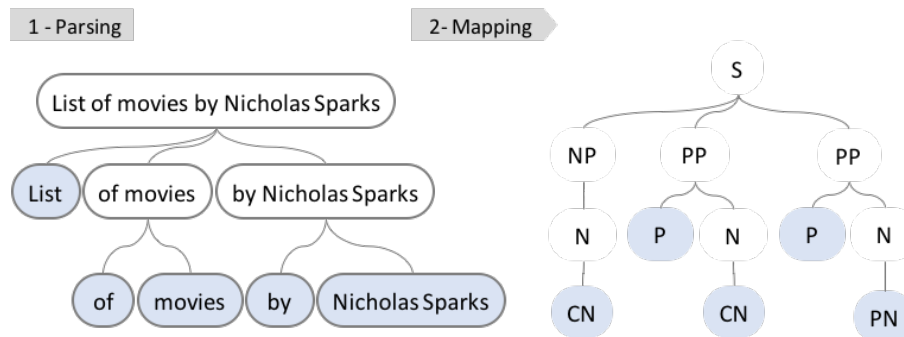 1 - Parsing
2- Mapping
List of movies by Nicholas Sparks
List
of movies
by Nicholas Sparks
of
movies
by
Nicholas Sparks
S
NP
PP
PP
N
P
N
P
N
CN
CN
PN